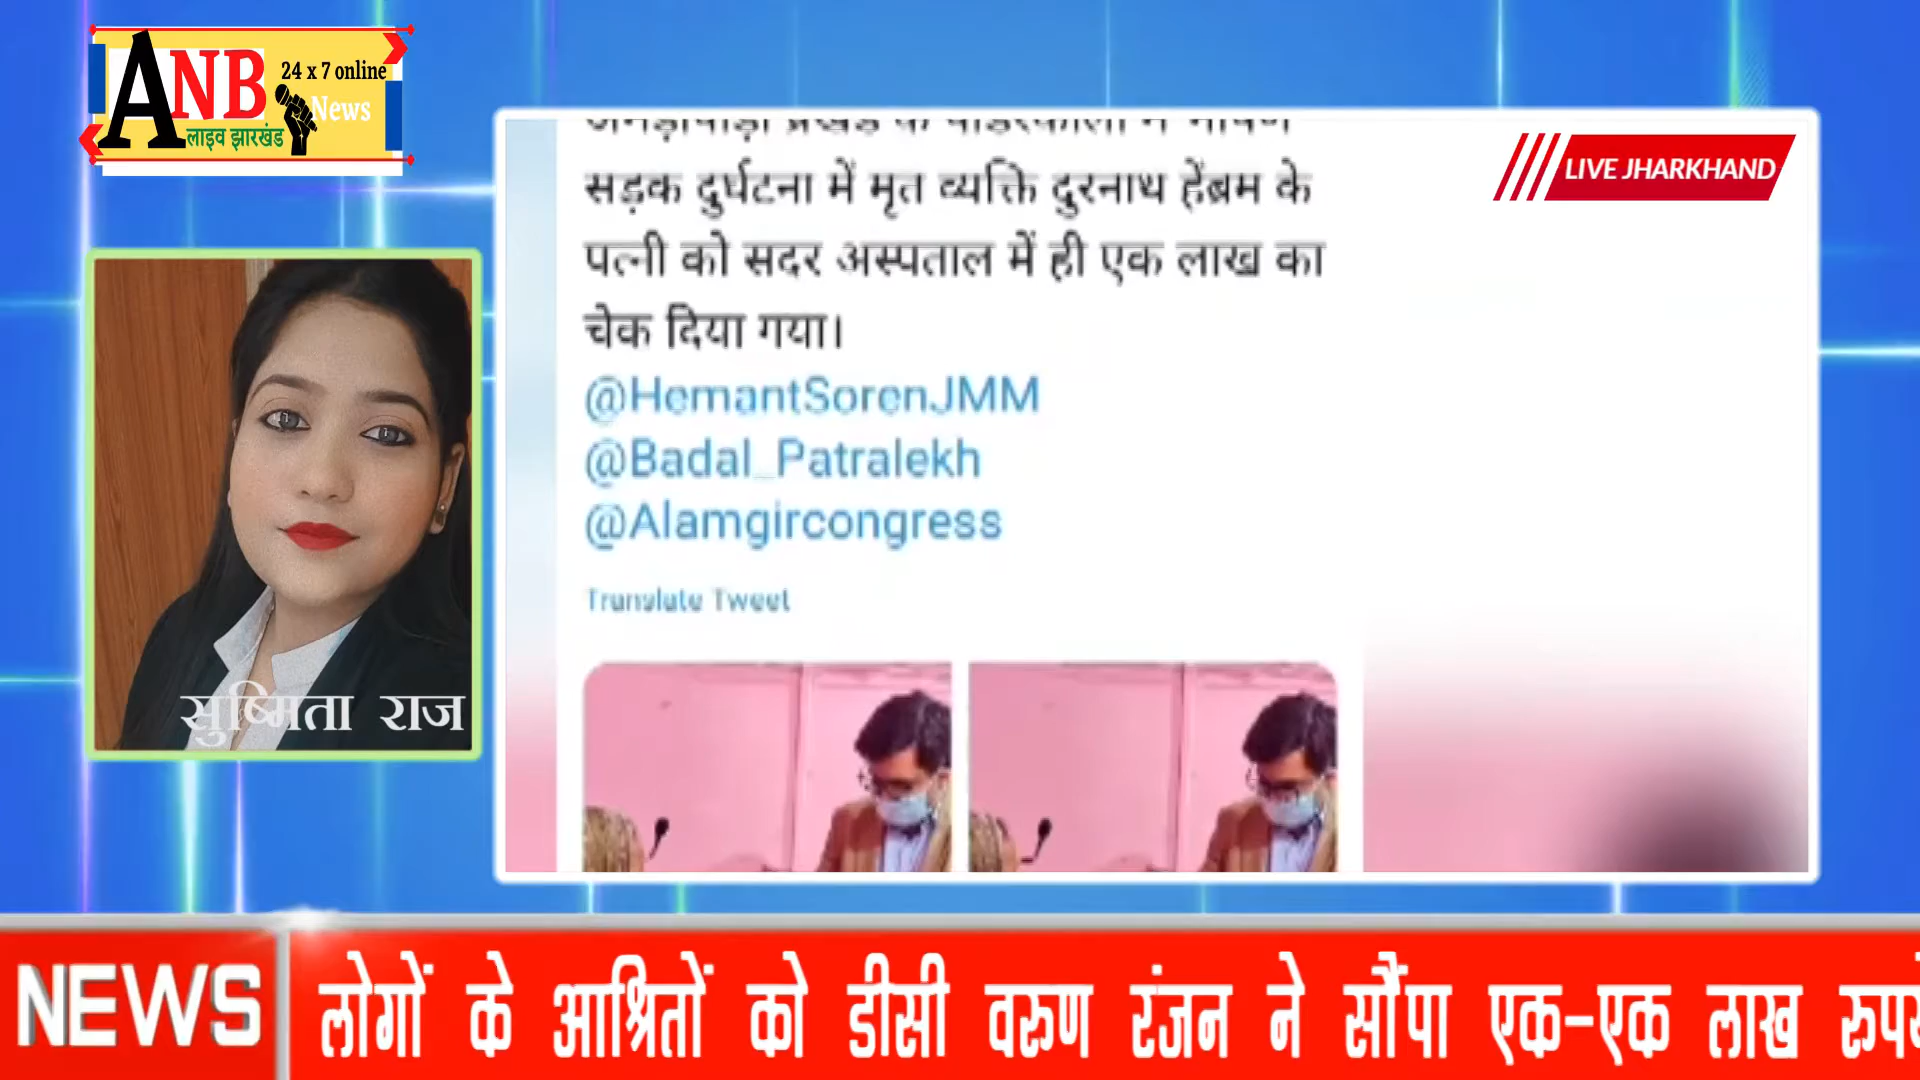 ANB
24 x 7 online
News
लाइव झारखंड
LIVE JHARKHAND
सड़क दुर्घटना में मृत व्यक्ति दुरनाथ हेंब्रम के
पत्नी को सदर अस्पताल में ही एक लाख का
चेक दिया गया।
@HemantSorenJMM
@Badal_Patralekh
@Alamgircongress
Translate Tweet
सुष्मिता राज
NEWS
लोगों के आश्रितों को डीसी वरुण रंजन ने सौंपा एक-एक लाख